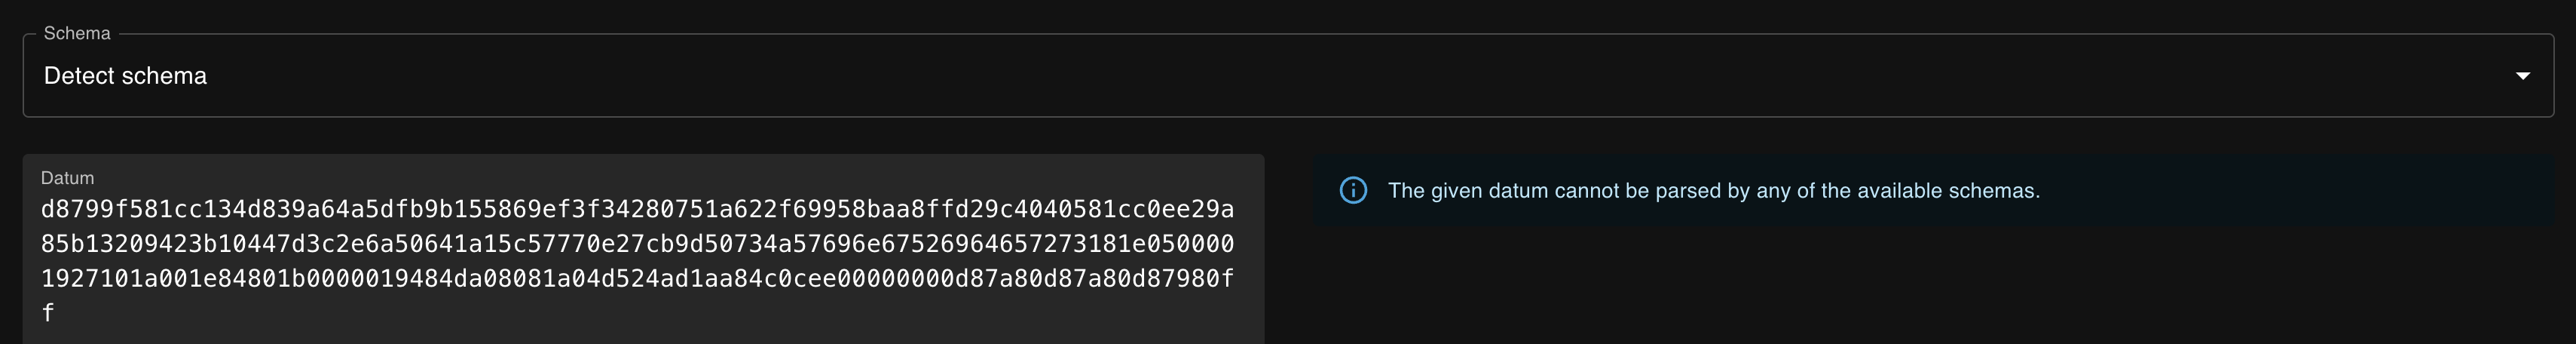 Schema
Detect schema
Datum
d8799f581cc134d839a64a5dfb9b155869ef3f34280751a622f69958baa8ffd29c4040581cc0ee29a
85b13209423b10447d3c2e6a50641a15c57770e27cb9d50734a57696e67526964657273181e050000
1927101a001e84801b0000019484da08081a04d524ad1aa84c0cee00000000d87a80d87a80d87980f
f
The given datum cannot be parsed by any of the available schemas.